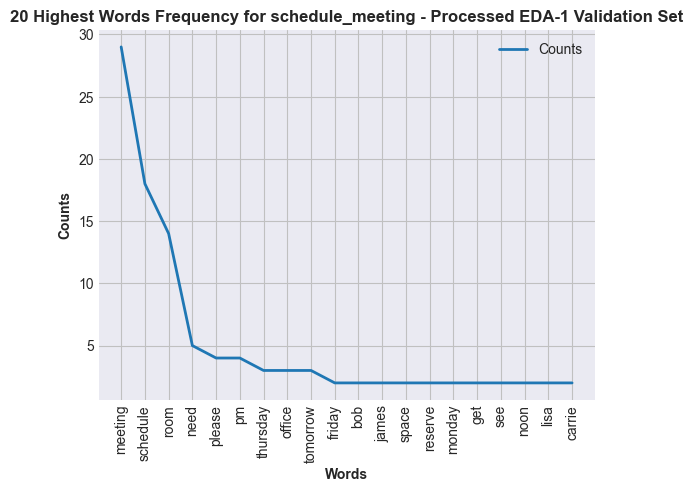 20 Highest Words Frequency for schedule_meeting - Processed EDA-1 Validation Set
Counts
30
25
20
15
10
5
Counts
meeting
schedule
room
need
please
pm
thursday
office
tomorrow
friday
bob
james
space
reserve
monday
get
see
noon
lisa
carrie
Words